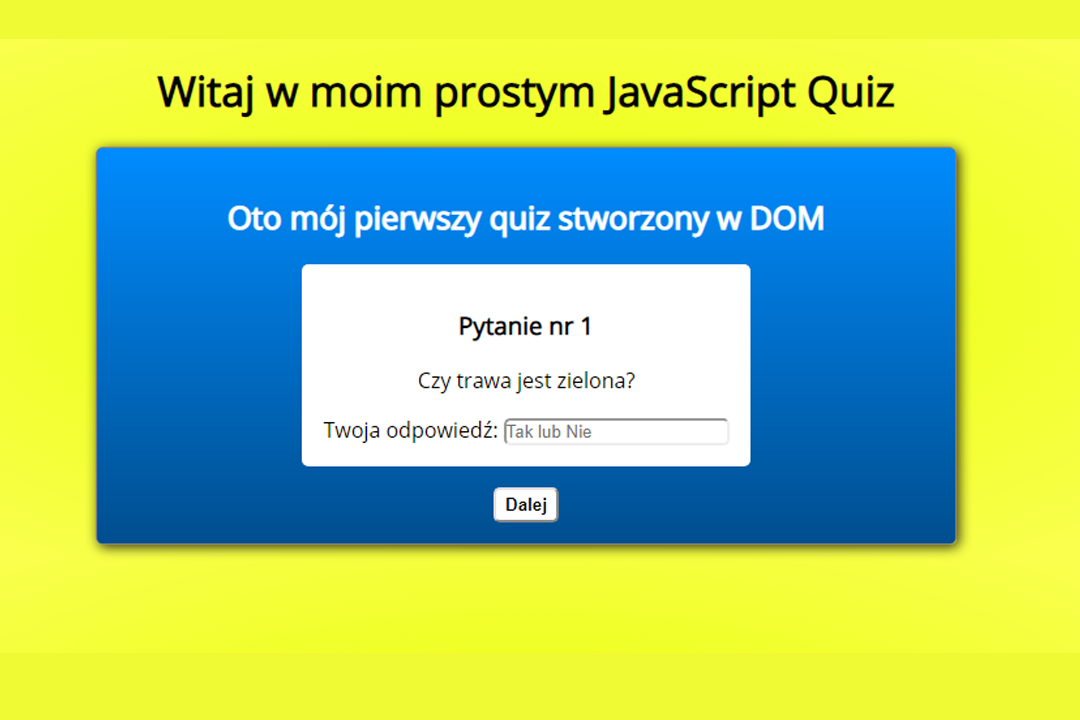 Witaj w moim prostym JavaScript Quiz
Oto mój pierwszy quiz stworzony w DOM
Pytanie nr 1
Czy trawa jest zielona?
Twoja odpowiedź: Tak lub Nie
Dalej